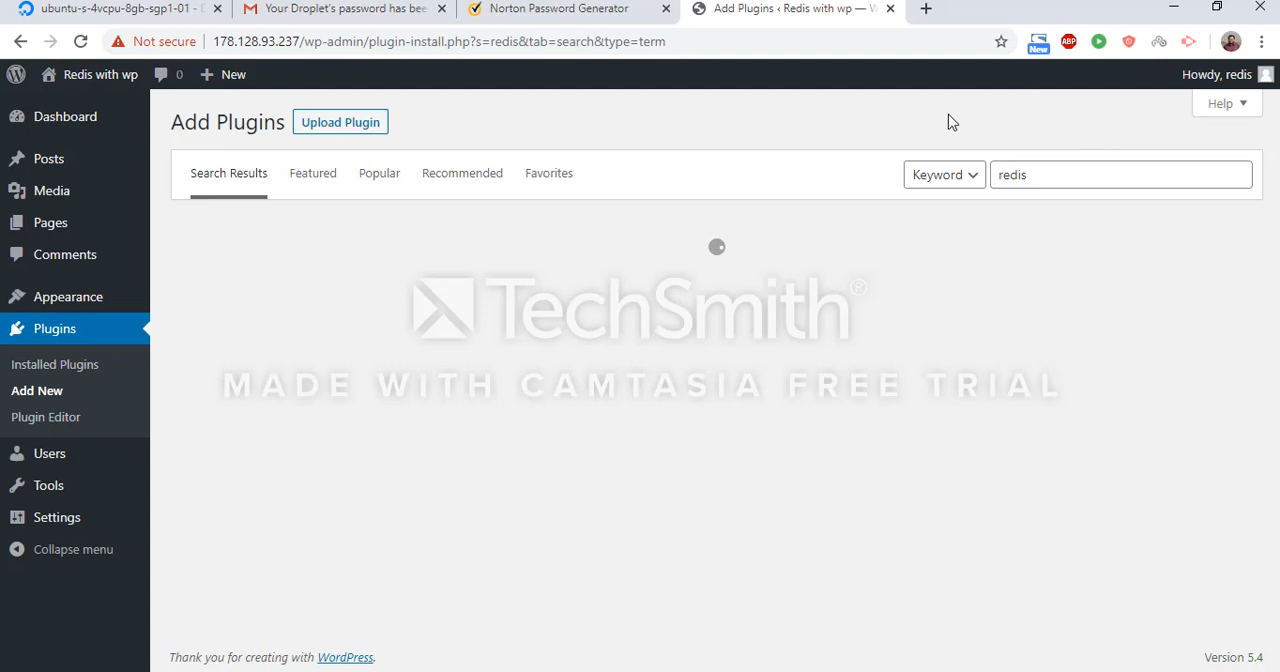 ubuntu-s-4vcpu-8gb-sgp1-01 - D
Your Droplet's password has bee
Norton Password Generator
Add Plugins ‹ Redis with wp — W
Not secure
178.128.93.237/wp-admin/plugin-install.php?s=redis&tab=search&type=term
New
ABP
Redis with wp
0
New
Howdy, redis
Help
Dashboard
Posts
Media
Pages
Comments
Appearance
Plugins
Installed Plugins
Add New
Plugin Editor
Users
Tools
Settings
Collapse menu
Add Plugins
Upload Plugin
Search Results
Featured
Popular
Recommended
Favorites
Keyword
redis
TechSmith®
MADE WITH CAMTASIA FREE TRIAL
Thank you for creating with WordPress.
Version 5.4